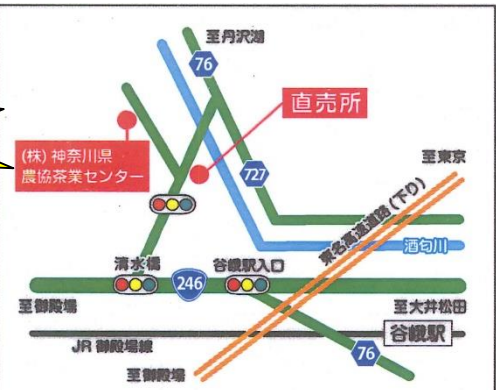 至丹沢湖
76
直売所
(株) 神奈川県
農協茶業センター
727
至東京
東名高速道路 (下り)
酒匂川
清水橋
246
谷峨駅入口
至御殿場
至大井松田
谷峨駅
JR 御殿場線
76
至御殿場